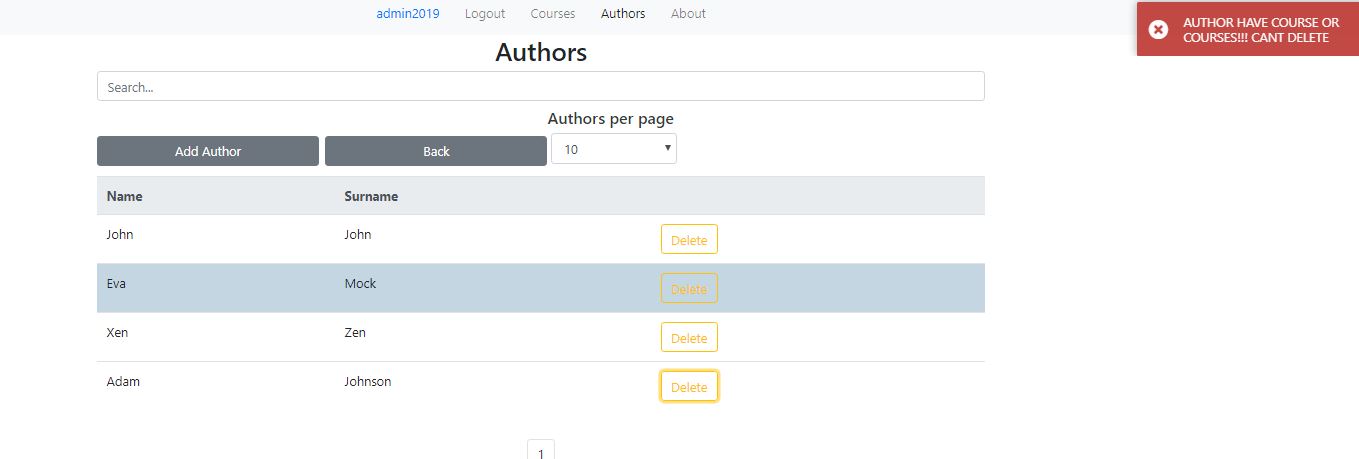 admin2019 Logout Courses Authors About
AUTHOR HAVE COURSE OR
COURSES!!! CANT DELETE
Authors
Search...
Authors per page
Add Author Back 10
Name Surname
John John Delete
Eva Mock Delete
Xen Zen Delete
Adam Johnson Delete
1